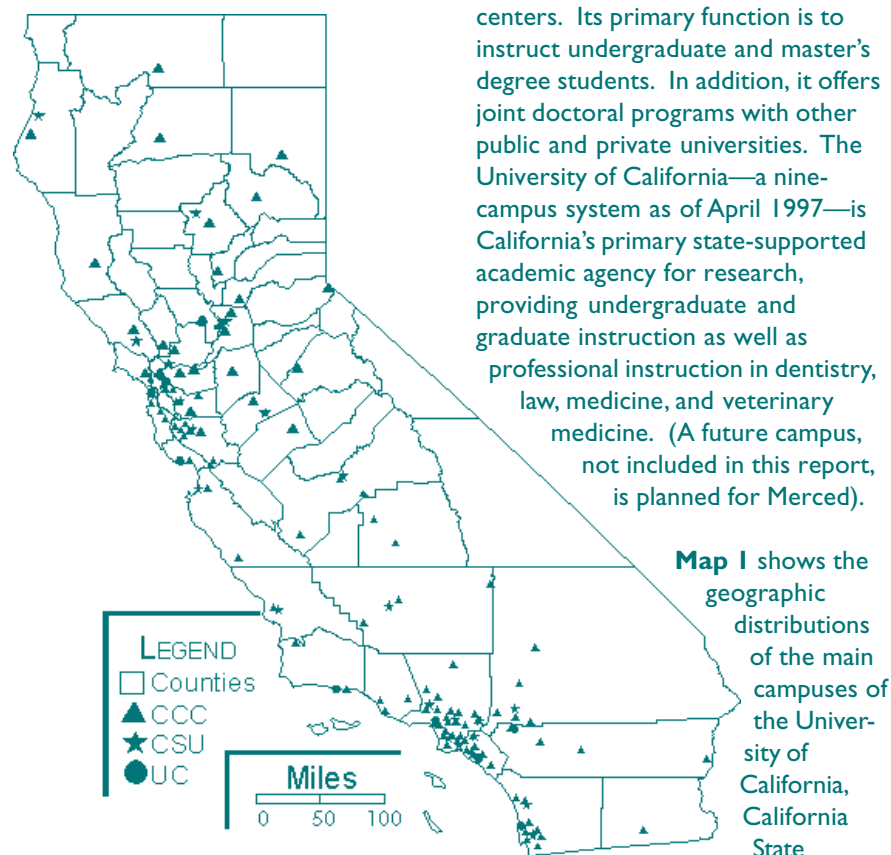 centers. Its primary function is to
instruct undergraduate and master's
degree students. In addition, it offers
joint doctoral programs with other
public and private universities. The
University of California—a nine-
campus system as of April 1997—is
California's primary state-supported
academic agency for research,
providing undergraduate and
graduate instruction as well as
professional instruction in dentistry,
law, medicine, and veterinary
medicine. (A future campus,
not included in this report,
is planned for Merced).
Map 1 shows the
geographic
distributions
of the main
campuses of
the Univer-
sity of
California,
California
State
LEGEND
Counties
CCC
CSU
UC
Miles
0 50 100